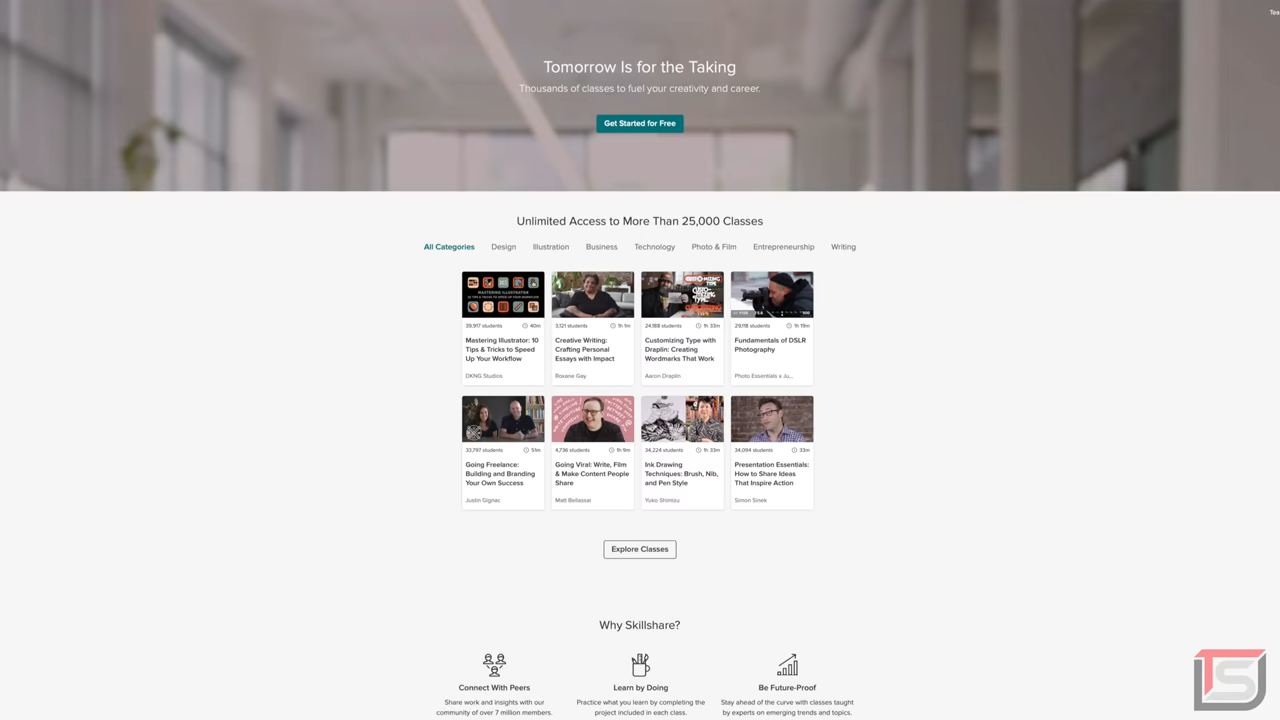 Tea
Tomorrow Is for the Taking
Thousands of classes to fuel your creativity and career.
Get Started for Free
Unlimited Access to More Than 25,000 Classes
All Categories Design Illustration Business Technology Photo & Film Entrepreneurship Writing
MASTERING ILLUSTRATOR
CUSTO-
MIZING
TYPE
39,917 students 40m
3,121 students 1h 1m
24,188 students 1h 33m
29,118 students 1h 19m
Mastering Illustrator: 10
Tips & Tricks to Speed
Up Your Workflow
DKNG Studios
Creative Writing:
Crafting Personal
Essays with Impact
Roxane Gay
Customizing Type with
Draplin: Creating
Wordmarks That Work
Aaron Draplin
Fundamentals of DSLR
Photography
Photo Essentials x Ju...
33,797 students 51m
4,736 students 1h 9m
34,224 students 1h 33m
34,094 students 33m
Going Freelance:
Building and Branding
Your Own Success
Justin Gignac
Going Viral: Write, Film
& Make Content People
Share
Matt Bellassai
Ink Drawing
Techniques: Brush, Nib,
and Pen Style
Yuko Shimizu
Presentation Essentials:
How to Share Ideas
That Inspire Action
Simon Sinek
Explore Classes
Why Skillshare?
Connect With Peers
Share work and insights with our
community of over 7 million members.
Learn by Doing
Practice what you learn by completing the
project included in each class.
Be Future-Proof
Stay ahead of the curve with classes taught
by experts on emerging trends and topics.
TS